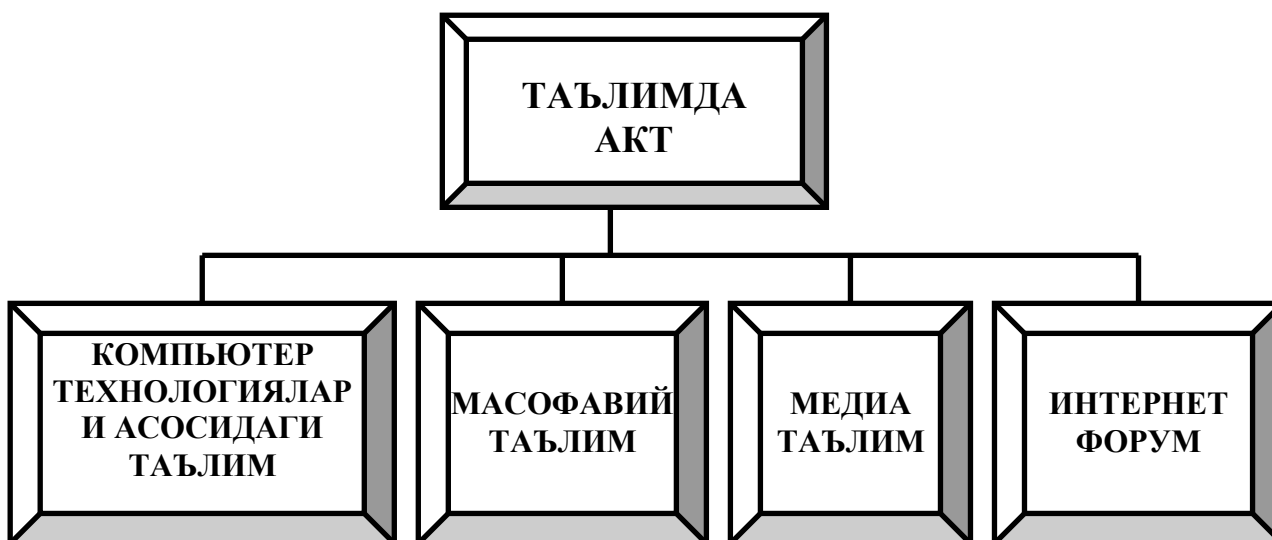 ТАЪЛИМДА
АКТ
КОМПЬЮТЕР
ТЕХНОЛОГИЯЛАР
И АСОСИДАГИ
ТАЪЛИМ
МАСОФАВИЙ
ТАЪЛИМ
МЕДИА
ТАЪЛИМ
ИНТЕРНЕТ
ФОРУМ